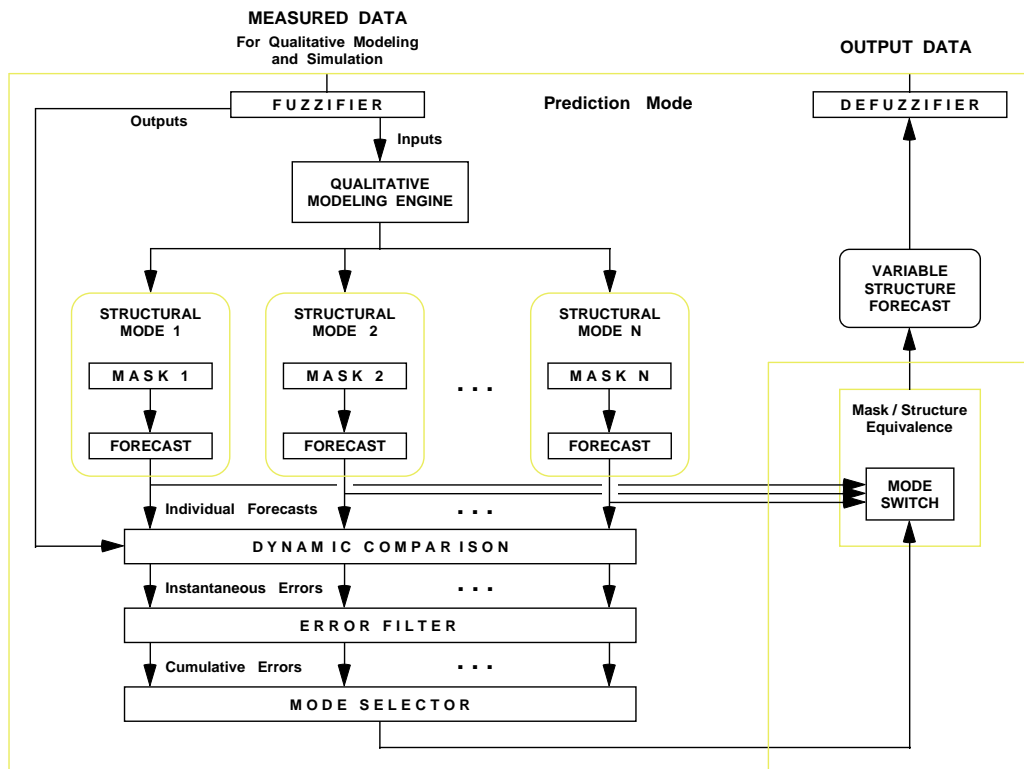 MEASURED DATA
For Qualitative Modeling
and Simulation
OUTPUT DATA
FUZZIFIER
Prediction Mode
DEFUZZIFIER
Outputs
Inputs
QUALITATIVE
MODELING ENGINE
VARIABLE
STRUCTURE
FORECAST
STRUCTURAL
MODE 1
STRUCTURAL
MODE 2
STRUCTURAL
MODE N
MASK 1
MASK 2
. . .
MASK N
FORECAST
FORECAST
FORECAST
Mask / Structure
Equivalence
MODE
SWITCH
Individual Forecasts
. . .
DYNAMIC COMPARISON
Instantaneous Errors
. . .
ERROR FILTER
Cumulative Errors
. . .
MODE SELECTOR